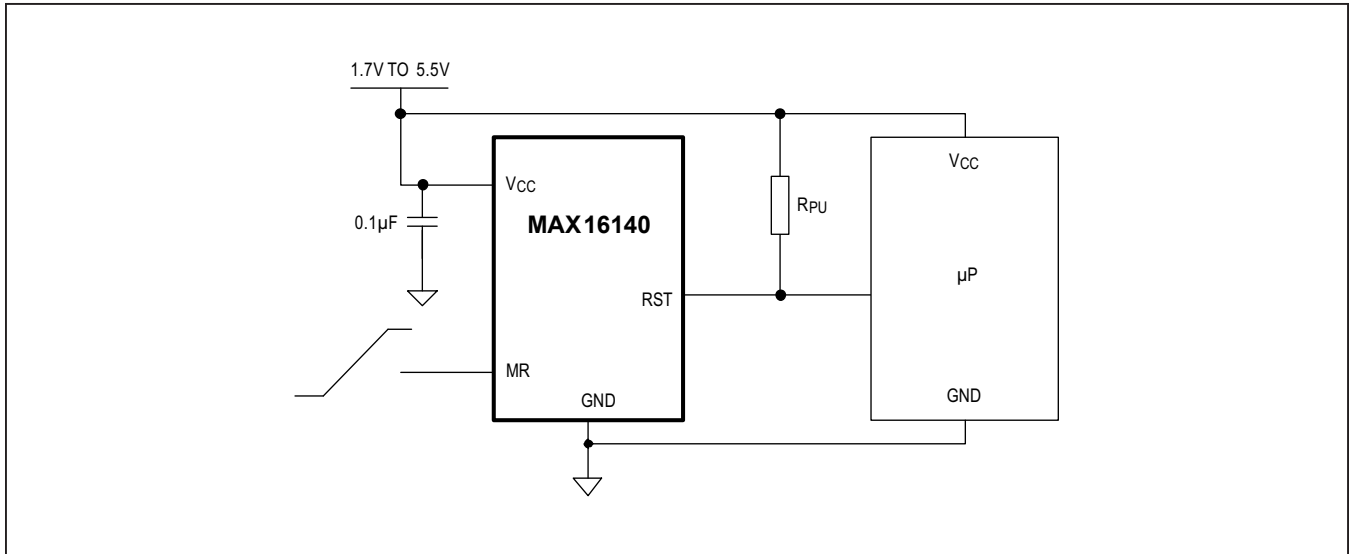 1.7V TO 5.5V
VCC
0.1µF
MAX16140
RPU
VCC
µP
RST
MR
GND
GND